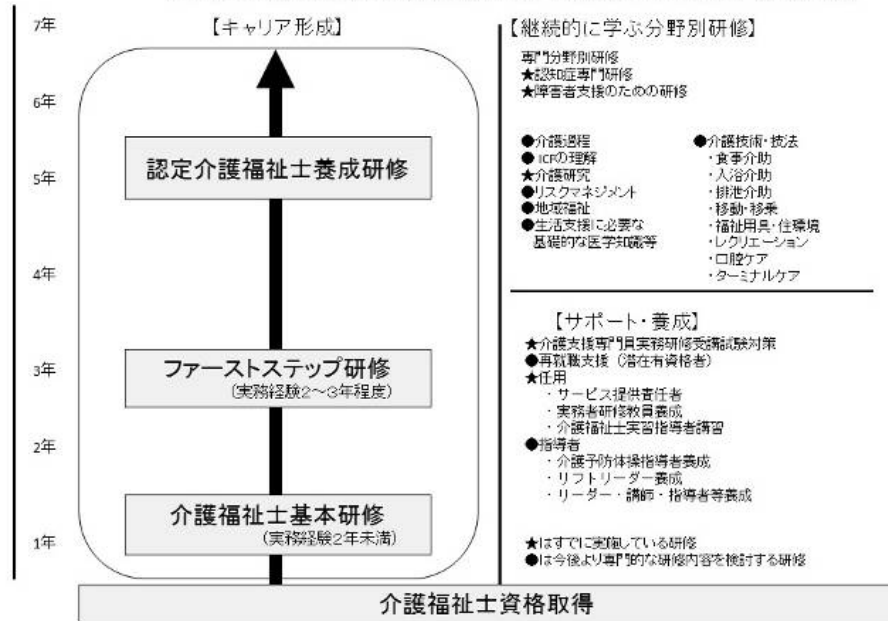 7年
6年
5年
4年
3年
2年
1年
【キャリア形成】
認定介護福祉士養成研修
ファーストステップ研修
(実務経験2～3年程度)
介護福祉士基本研修
(実務経験2年未満)
【継続的に学ぶ分野別研修】
専門分野別研修
★認知症専門研修
★障害者支援のための研修
●介護過程
●ICFの理解
★介護研究
●リスクマネジメント
●地域福祉
●生活支援に必要な
基礎的な医学知識等
●介護技術・技法
・食事介助
・入浴介助
・排泄介助
・移動・移乗
・福祉用具・住環境
・レクリエーション
・口腔ケア
・ターミナルケア
【サポート・養成】
★介護支援専門員実務研修受講試験対策
●再就職支援（潜在有資格者）
★任用
・サービス提供責任者
・実務者研修教員養成
・介護福祉士実習指導者講習
●指導者
・介護予防体操指導者養成
・リフトリーダー養成
・リーダー・講師・指導者等養成
★はすでに実施している研修
●は今後より専門的な研修内容を検討する研修
介護福祉士資格取得